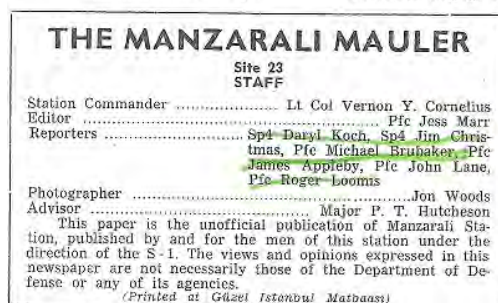 THE MANZARALI MAULER
Site 23
STAFF
Station Commander .................... Lt Col Vernon Y. Cornelius
Editor ........................................................ Pfc Jess Marr
Reporters ............................ Sp4 Daryl Koch, Sp4 Jim Chris-
tmas, Pfc Michael Brubaker, Pfc
James Appleby, Pfc John Lane,
Pfc Roger Loomis
Photographer ................................................Jon Woods
Advisor ....................................... Major P. T. Hutcheson
This paper is the unofficial publication of Manzarali Sta-
tion, published by and for the men of this station under the
direction of the S-1. The views and opinions expressed in this
newspaper are not necessarily those of the Department of De-
fense or any of its agencies.
(Printed at Güzel Istanbul Matbaası)